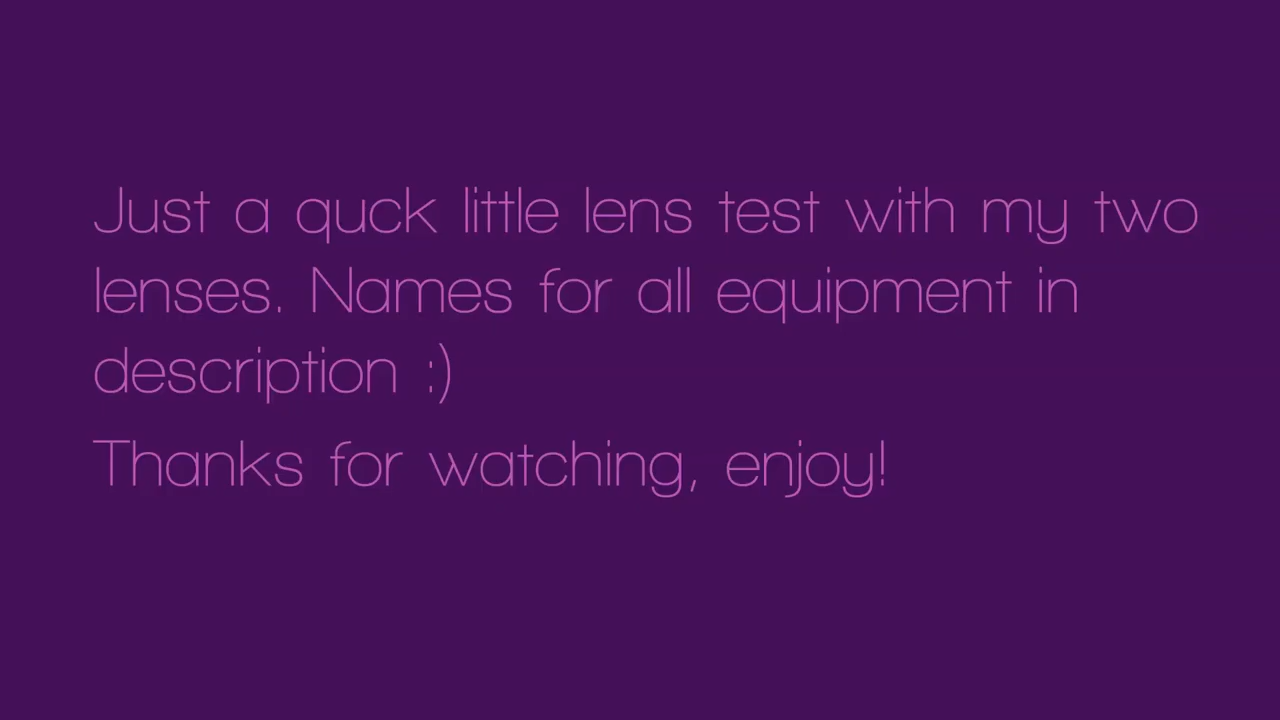 Just a quck little lens test with my two
lenses. Names for all equipment in
description :)
Thanks for watching, enjoy!